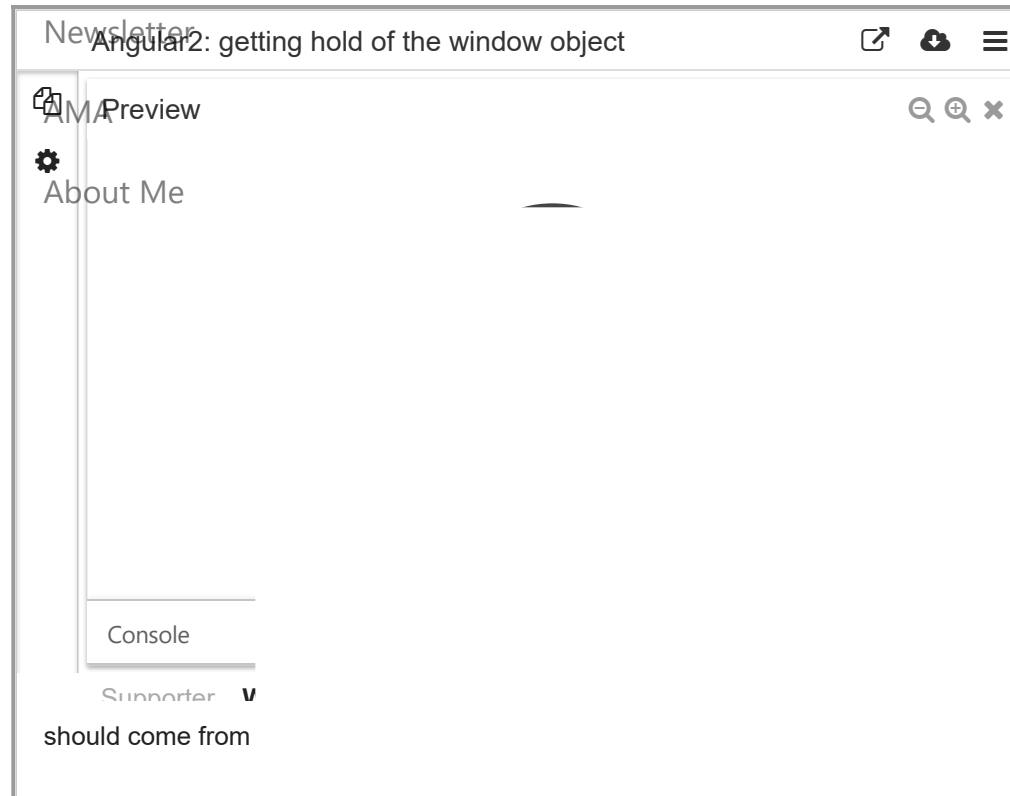 Newsletter
Angular2: getting hold of the window object
AMA
Preview
About Me
Console
Supporter
should come from